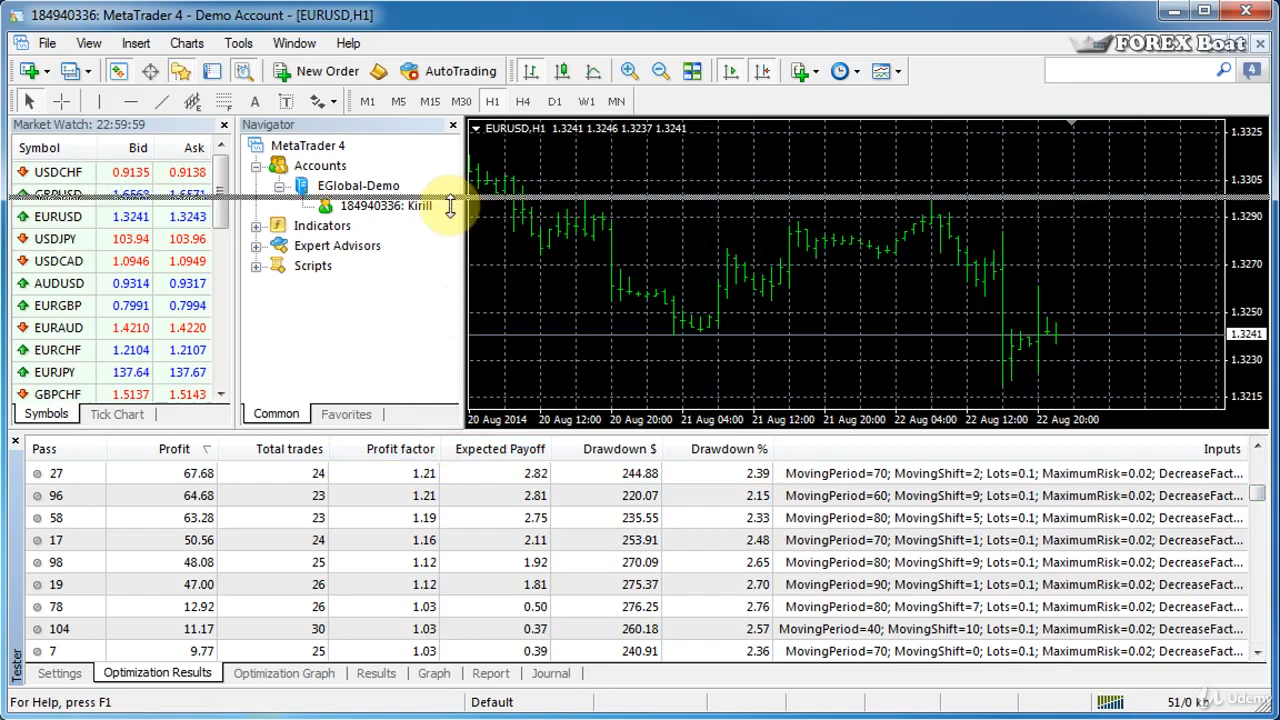 184940336: MetaTrader 4 - Demo Account - [EURUSD,H1]
File View Insert Charts Tools Window Help
FOREX Boat
New Order AutoTrading 4
A T M1 M5 M15 M30 H1 H4 D1 W1 MN
Market Watch: 22:59:59
Symbol Bid Ask
USDCHF 0.9135 0.9138
GBPUSD 1.6563 1.6571
EURUSD 1.3241 1.3243
USDJPY 103.94 103.96
USDCAD 1.0946 1.0949
AUDUSD 0.9314 0.9317
EURGBP 0.7991 0.7994
EURAUD 1.4210 1.4220
EURCHF 1.2104 1.2107
EURJPY 137.64 137.67
GBPCHF 1.5137 1.5143
Symbols Tick Chart
Navigator
MetaTrader 4
Accounts
EGlobal-Demo
184940336: Kirill
Indicators
Expert Advisors
Scripts
Common Favorites
EURUSD,H1 1.3241 1.3246 1.3237 1.3241
1.3325
1.3305
1.3290
1.3270
1.3250
1.3241
1.3230
1.3215
20 Aug 2014 20 Aug 12:00 20 Aug 20:00 21 Aug 04:00 21 Aug 12:00 21 Aug 20:00 22 Aug 04:00 22 Aug 12:00 22 Aug 20:00
Pass Profit Total trades Profit factor Expected Payoff Drawdown $ Drawdown % Inputs
27 67.68 24 1.21 2.82 244.88 2.39 MovingPeriod=70; MovingShift=2; Lots=0.1; MaximumRisk=0.02; DecreaseFact...
96 64.68 23 1.21 2.81 220.07 2.15 MovingPeriod=60; MovingShift=9; Lots=0.1; MaximumRisk=0.02; DecreaseFact...
58 63.28 23 1.19 2.75 235.55 2.33 MovingPeriod=80; MovingShift=5; Lots=0.1; MaximumRisk=0.02; DecreaseFact...
17 50.56 24 1.16 2.11 253.91 2.48 MovingPeriod=70; MovingShift=1; Lots=0.1; MaximumRisk=0.02; DecreaseFact...
98 48.08 25 1.12 1.92 270.09 2.65 MovingPeriod=80; MovingShift=9; Lots=0.1; MaximumRisk=0.02; DecreaseFact...
19 47.00 26 1.12 1.81 275.37 2.70 MovingPeriod=90; MovingShift=1; Lots=0.1; MaximumRisk=0.02; DecreaseFact...
78 12.92 26 1.03 0.50 276.25 2.76 MovingPeriod=80; MovingShift=7; Lots=0.1; MaximumRisk=0.02; DecreaseFact...
104 11.17 30 1.03 0.37 260.18 2.57 MovingPeriod=40; MovingShift=10; Lots=0.1; MaximumRisk=0.02; DecreaseFact...
7 9.77 25 1.03 0.39 240.91 2.36 MovingPeriod=70; MovingShift=0; Lots=0.1; MaximumRisk=0.02; DecreaseFact...
Tester
Settings Optimization Results Optimization Graph Results Graph Report Journal
For Help, press F1 Default 51/0 kb
Udemy